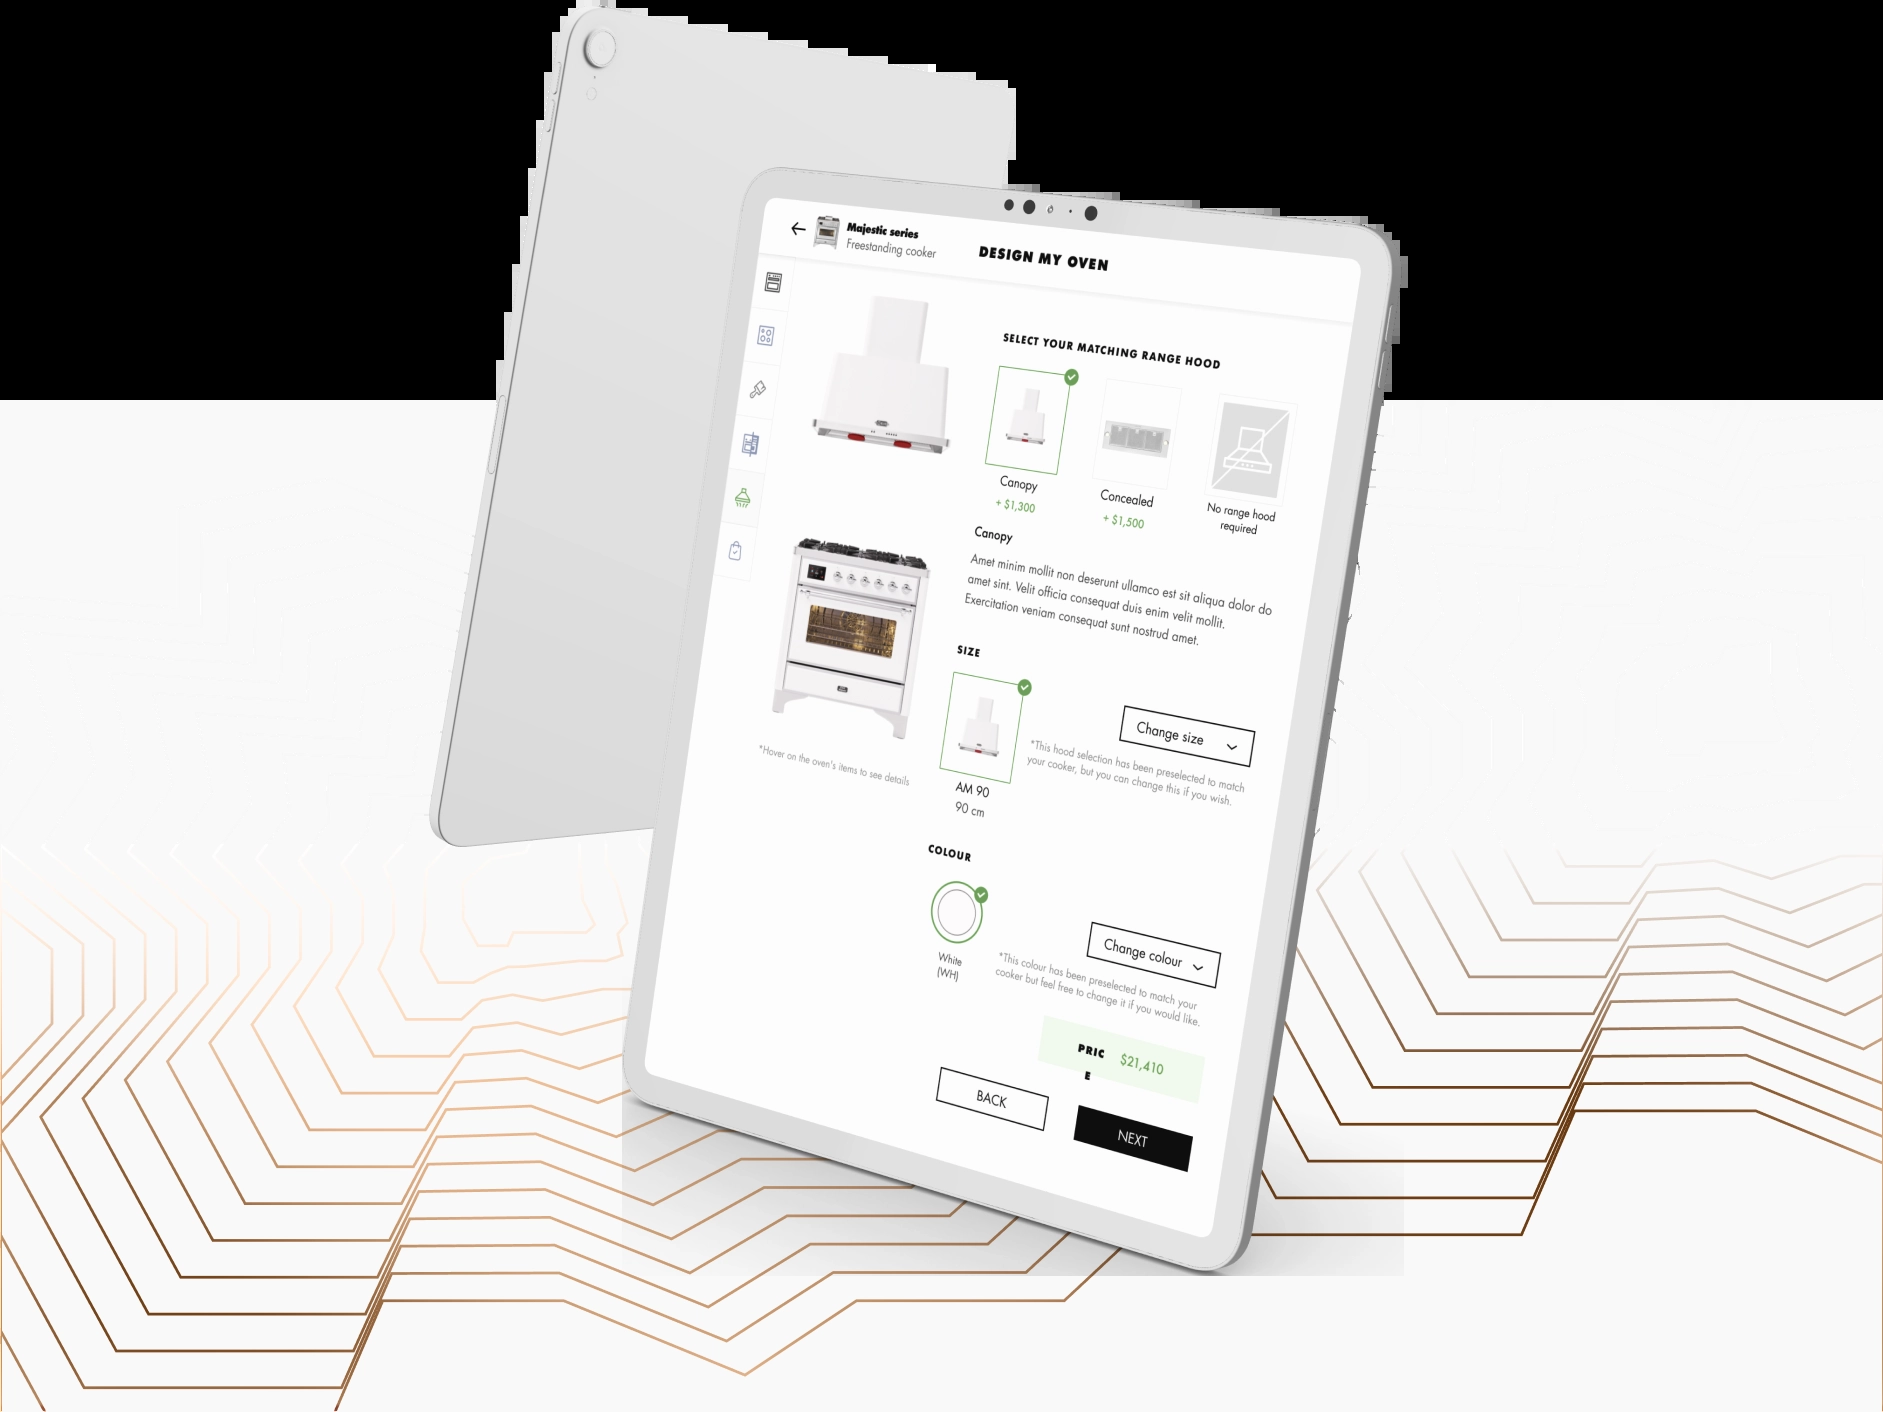 Majestic series
Freestanding cooker
DESIGN MY OVEN
SELECT YOUR MATCHING RANGE HOOD
Canopy
+ $1,300
Concealed
+ $1,500
No range hood
required
Canopy
Amet minim mollit non deserunt ullamco est sit aliqua dolor do
amet sint. Velit officia consequat duis enim velit mollit.
Exercitation veniam consequat sunt nostrud amet.
SIZE
Change size
*This hood selection has been preselected to match
your cooker, but you can change this if you wish.
AM 90
90 cm
*Hover on the oven's items to see details
COLOUR
White
(WH)
Change colour
*This colour has been preselected to match your
cooker but feel free to change it if you would like.
PRIC
E
$21,410
BACK
NEXT